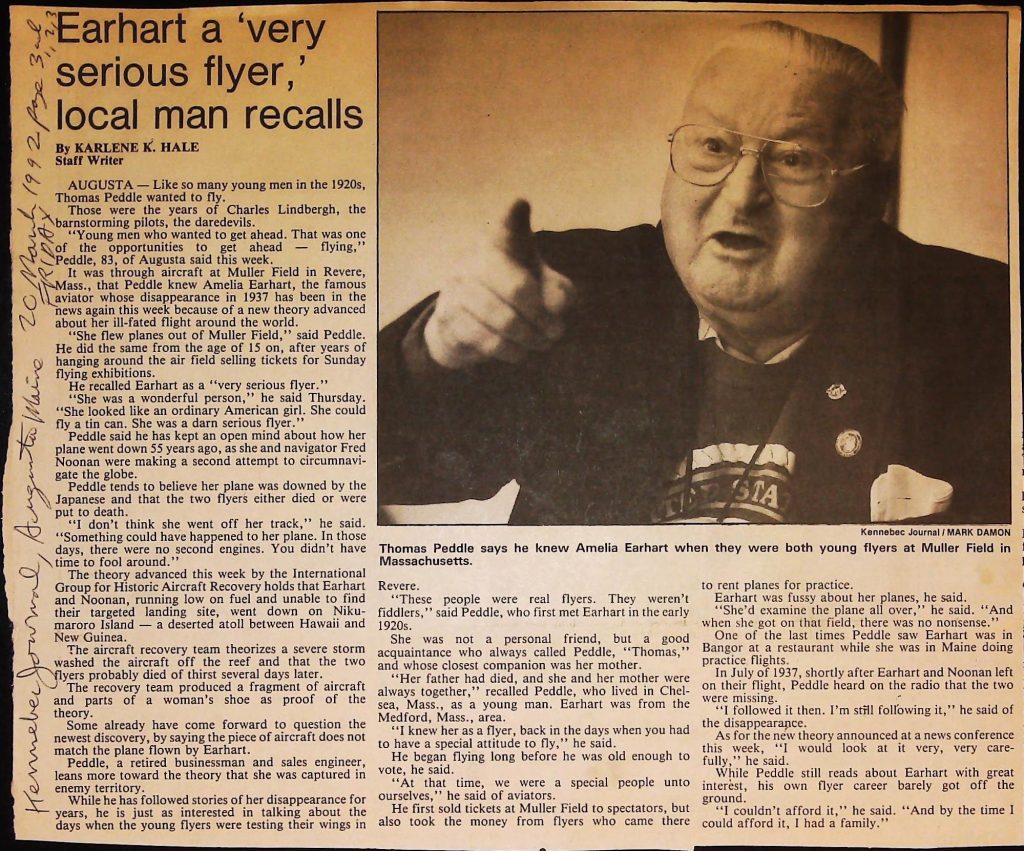 Earhart a ‘very
serious flyer,’
local man recalls
By KARLENE K. HALE
Staff Writer
AUGUSTA — Like so many young men in the 1920s,
Thomas Peddle wanted to fly.
Those were the years of Charles Lindbergh, the
barnstorming pilots, the daredevils.
“Young men who wanted to get ahead. That was one
of the opportunities to get ahead — flying,”
Peddle, 83, of Augusta said this week.
It was through aircraft at Muller Field in Revere,
Mass., that Peddle knew Amelia Earhart, the famous
aviator whose disappearance in 1937 has been in the
news again this week because of a new theory advanced
about her ill-fated flight around the world.
“She flew planes out of Muller Field,” said Peddle.
He did the same from the age of 15 on, after years of
hanging around the air field selling tickets for Sunday
flying exhibitions.
He recalled Earhart as a “very serious flyer.”
“She was a wonderful person,” he said Thursday.
“She looked like an ordinary American girl. She could
fly a tin can. She was a darn serious flyer.”
Peddle said he has kept an open mind about how her
plane went down 55 years ago, as she and navigator Fred
Noonan were making a second attempt to circumnavi-
gate the globe.
Peddle tends to believe her plane was downed by the
Japanese and that the two flyers either died or were
put to death.
“I don’t think she went off her track,” he said.
“Something could have happened to her plane. In those
days, there were no second engines. You didn’t have
time to fool around.”
The theory advanced this week by the International
Group for Historic Aircraft Recovery holds that Earhart
and Noonan, running low on fuel and unable to find
their targeted landing site, went down on Niku-
maroro Island — a deserted atoll between Hawaii and
New Guinea.
The aircraft recovery team theorizes a severe storm
washed the aircraft off the reef and that the two
flyers probably died of thirst several days later.
The recovery team produced a fragment of aircraft
and parts of a woman’s shoe as proof of the
theory.
Some already have come forward to question the
newest discovery, by saying the piece of aircraft does
not match the plane flown by Earhart.
Peddle, a retired businessman and sales engineer,
leans more toward the theory that she was captured in
enemy territory.
While he has followed stories of her disappearance for
years, he is just as interested in talking about the
days when the young flyers were testing their wings in
Kennebec Journal / MARK DAMON
Thomas Peddle says he knew Amelia Earhart when they were both young flyers at Muller Field in
Massachusetts.
Revere.
“These people were real flyers. They weren’t
fiddlers,” said Peddle, who first met Earhart in the early
1920s.
She was not a personal friend, but a good
acquaintance who always called Peddle, “Thomas,”
and whose closest companion was her mother.
“Her father had died, and she and her mother were
always together,” recalled Peddle, who lived in Chel-
sea, Mass., as a young man. Earhart was from the
Medford, Mass., area.
“I knew her as a flyer, back in the days when you had
to have a special attitude to fly,” he said.
He began flying long before he was old enough to
vote, he said.
“At that time, we were a special people unto
ourselves,” he said of aviators.
He first sold tickets at Muller Field to spectators, but
also took the money from flyers who came there
to rent planes for practice.
Earhart was fussy about her planes, he said.
“She’d examine the plane all over,” he said. “And
when she got on that field, there was no nonsense.”
One of the last times Peddle saw Earhart was in
Bangor at a restaurant while she was in Maine doing
practice flights.
In July of 1937, shortly after Earhart and Noonan left
on their flight, Peddle heard on the radio that the two
were missing.
“I followed it then. I’m still following it,” he said of
the disappearance.
As for the new theory announced at a news conference
this week, “I would look at it very, very care-
fully,” he said.
While Peddle still reads about Earhart with great
interest, his own flyer career barely got off the
ground.
“I couldn’t afford it,” he said. “And by the time I
could afford it, I had a family.”
Kennebec Journal, Augusta Maine 20 March 1992 page 3
STA